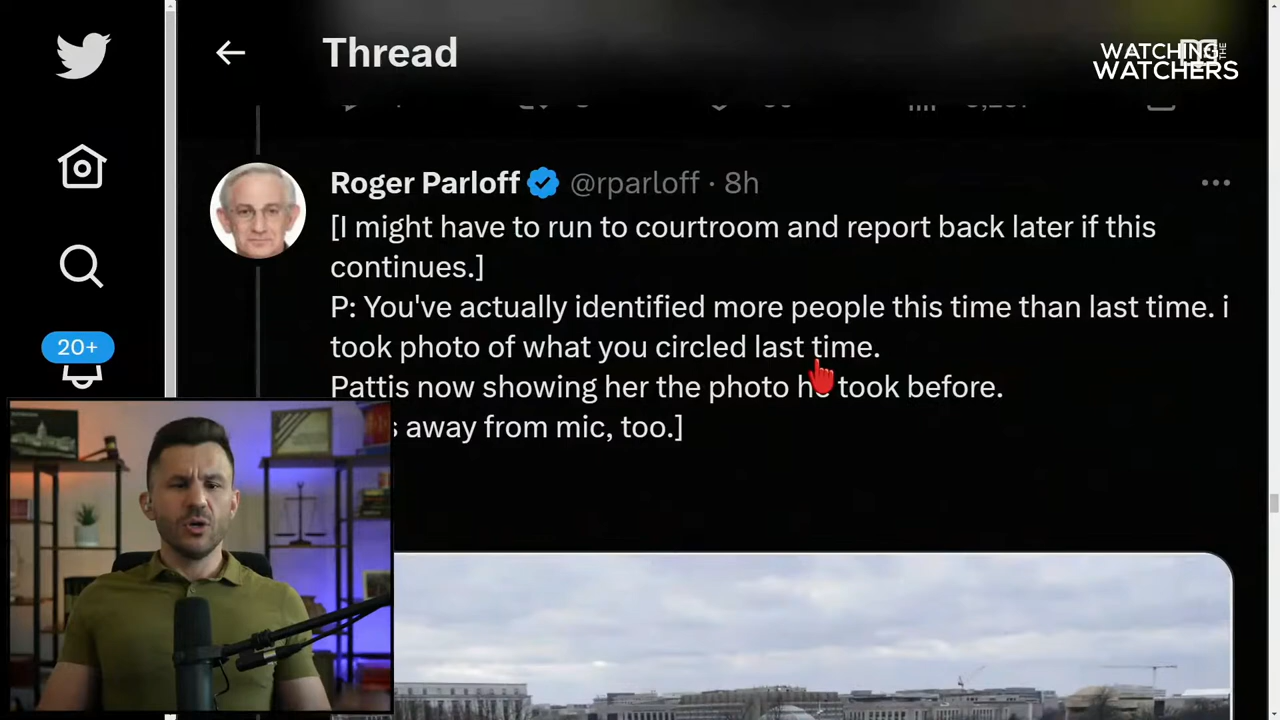 Thread
WATCHING THE
WATCHERS
Roger Parloff @rparloff · 8h
[I might have to run to courtroom and report back later if this
continues.]
P: You've actually identified more people this time than last time. i
took photo of what you circled last time.
Pattis now showing her the photo he took before.
away from mic, too.]
20+